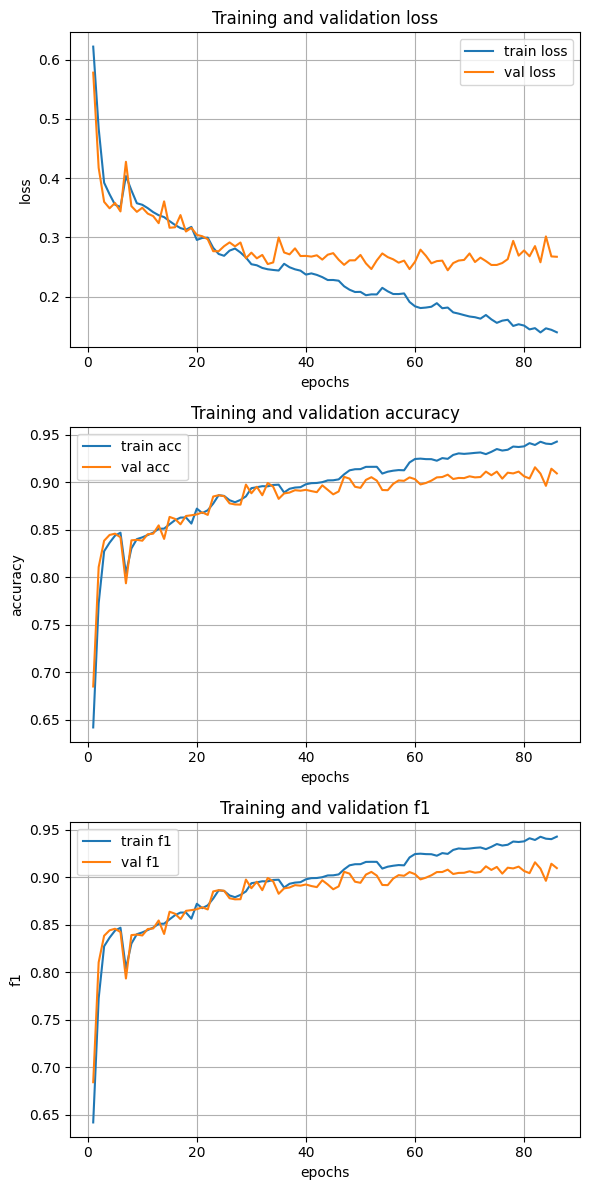 Training and validation loss
train loss
val loss
0.6
0.5
0.4
0.3
0.2
loss
0 20 40 60 80
epochs
Training and validation accuracy
train acc
val acc
0.95
0.90
0.85
0.80
0.75
0.70
0.65
accuracy
0 20 40 60 80
epochs
Training and validation f1
train f1
val f1
0.95
0.90
0.85
0.80
0.75
0.70
0.65
f1
0 20 40 60 80
epochs